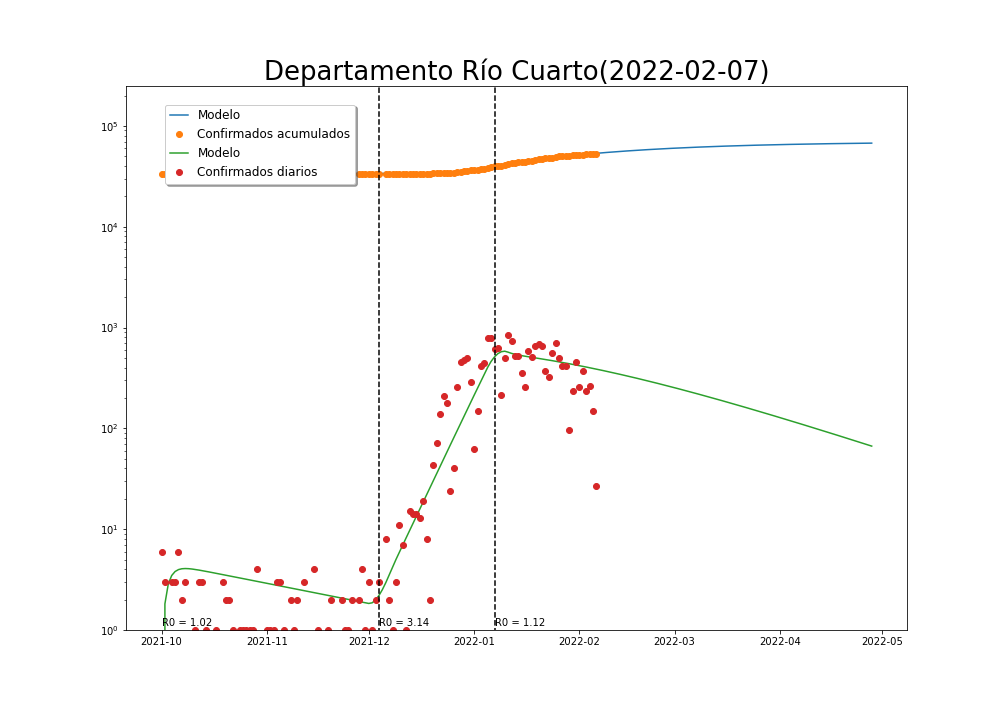 Departamento Río Cuarto(2022-02-07)
Modelo
Confirmados acumulados
Modelo
Confirmados diarios
10⁵
10⁴
10³
10²
10¹
10⁰
R0 = 1.02 R0 = 3.14 R0 = 1.12
2021-10 2021-11 2021-12 2022-01 2022-02 2022-03 2022-04 2022-05